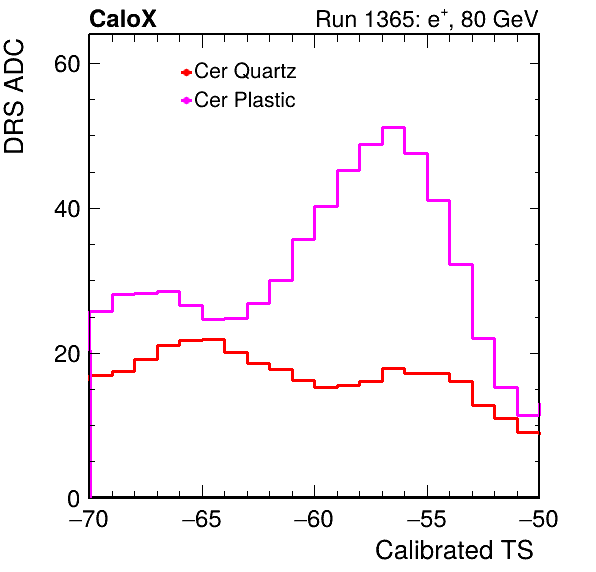 CaloX Run 1365: e⁺, 80 GeV
DRS ADC
Cer Quartz
Cer Plastic
60
40
20
0
−70 −65 −60 −55 −50
Calibrated TS